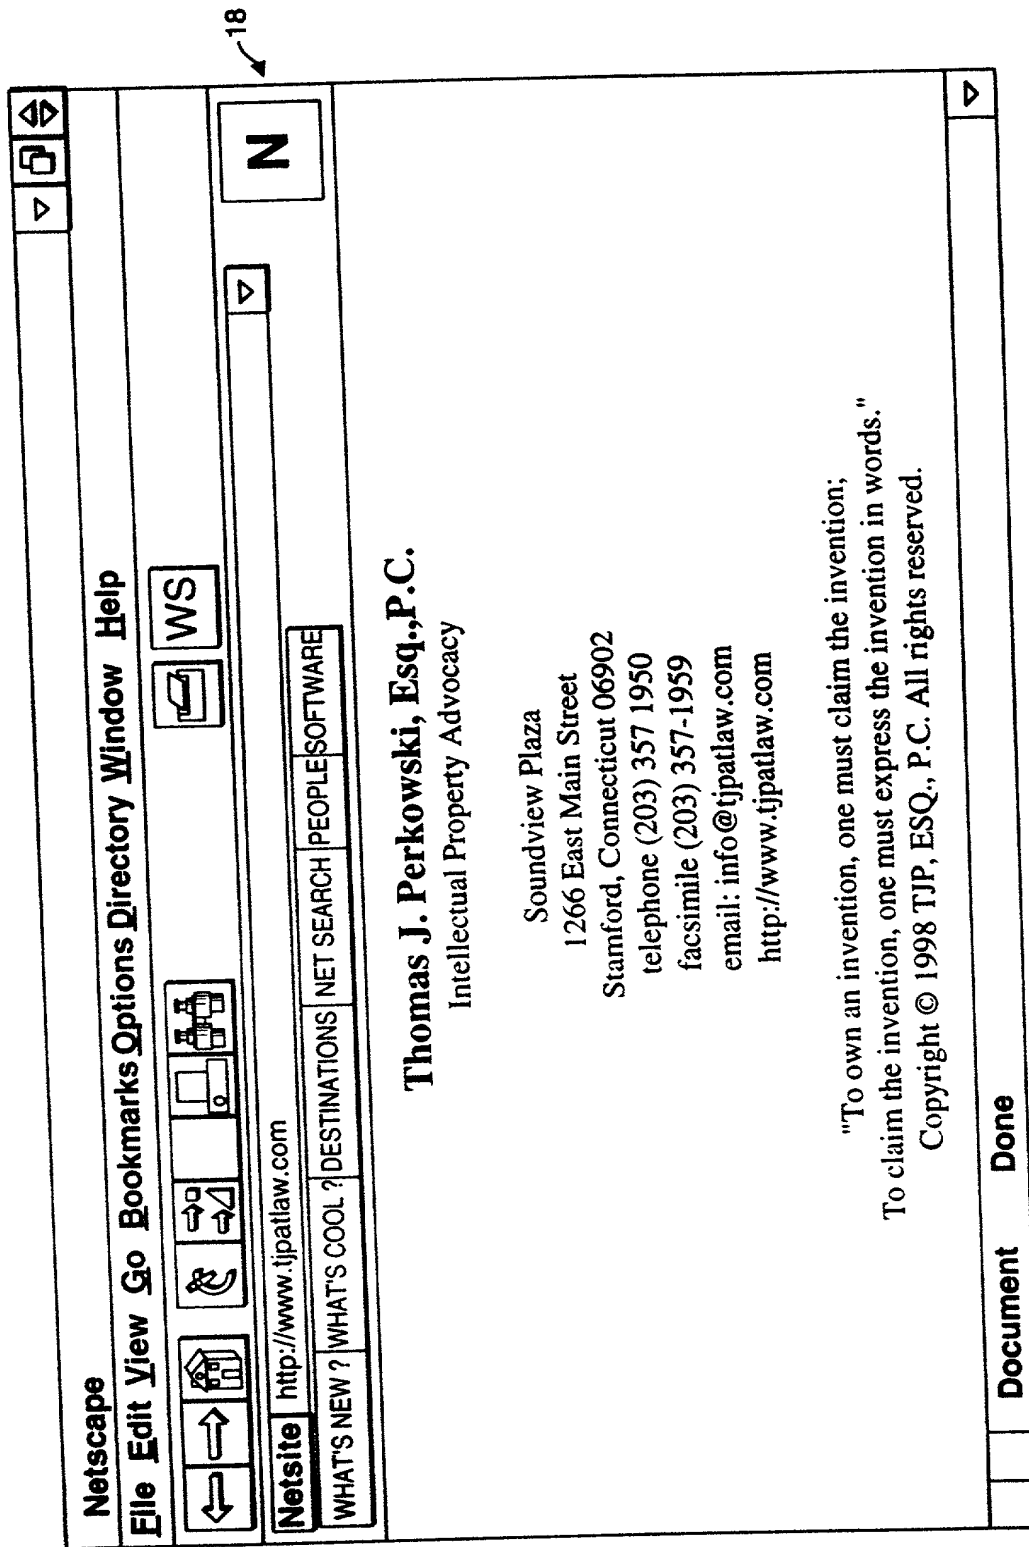 18
Netscape
File Edit View Go Bookmarks Options Directory Window Help
WS
Netsite http://www.tjpatlaw.com
N
WHAT'S NEW ? WHAT'S COOL ? DESTINATIONS NET SEARCH PEOPLE SOFTWARE
Thomas J. Perkowski, Esq.,P.C.
Intellectual Property Advocacy
Soundview Plaza
1266 East Main Street
Stamford, Connecticut 06902
telephone (203) 357 1950
facsimile (203) 357-1959
email: info@tjpatlaw.com
http://www.tjpatlaw.com
"To own an invention, one must claim the invention;
To claim the invention, one must express the invention in words."
Copyright © 1998 TJP, ESQ., P.C. All rights reserved.
Document Done